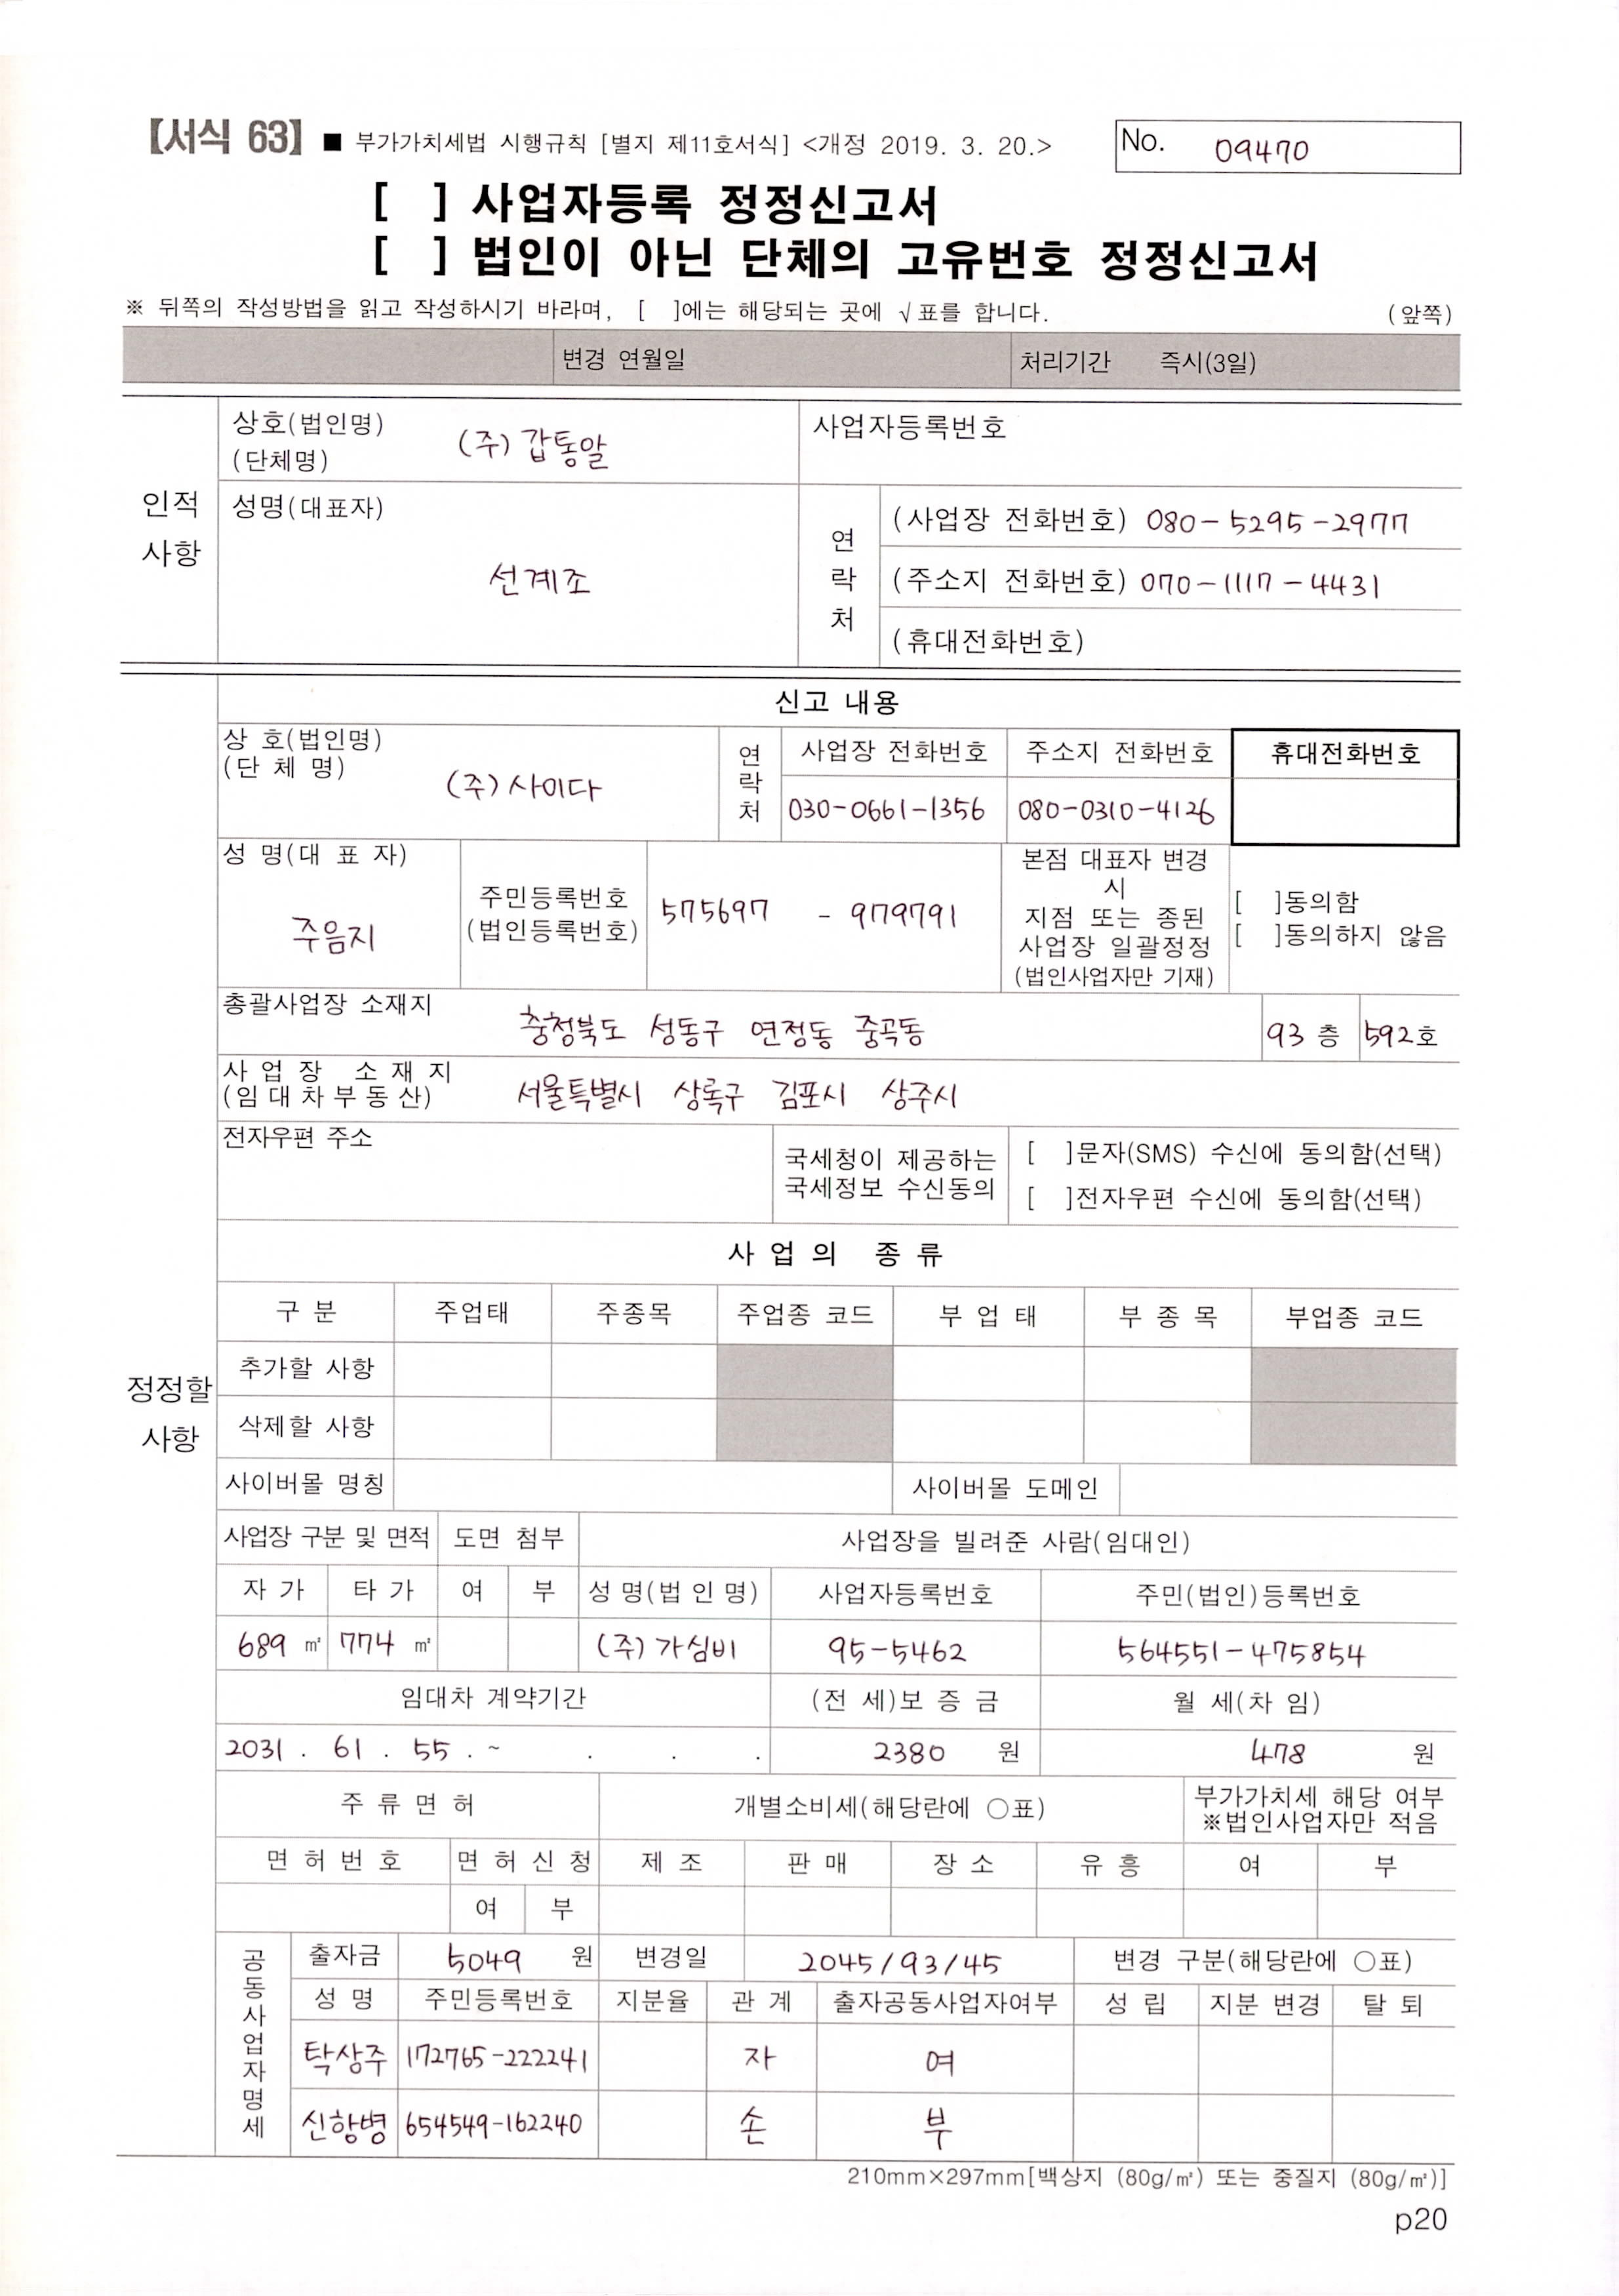 【서식 63】 ■ 부가가치세법 시행규칙 [별지 제11호서식] <개정 2019. 3. 20.>
No. 09470
[ ] 사업자등록 정정신고서
[ ] 법인이 아닌 단체의 고유번호 정정신고서
※ 뒤쪽의 작성방법을 읽고 작성하시기 바라며, [ ]에는 해당되는 곳에 √표를 합니다. (앞쪽)
변경 연월일 처리기간 즉시(3일)
인적
사항
상호(법인명)
(단체명)
(주)갑통알
사업자등록번호
성명(대표자)
선계조
연
락
처
(사업장 전화번호) 080-5295-2977
(주소지 전화번호) 070-1117-4431
(휴대전화번호)
신고 내용
상 호(법인명)
(단 체 명)
(주)사이다
연
락
처
사업장 전화번호 주소지 전화번호 휴대전화번호
030-0661-1356 080-0310-4126
성 명(대 표 자)
주음지
주민등록번호
(법인등록번호)
575697 - 979791
본점 대표자 변경
시
지점 또는 종된
사업장 일괄정정
(법인사업자만 기재)
[ ]동의함
[ ]동의하지 않음
총괄사업장 소재지
충청북도 성동구 연정동 중곡동 93 층 592호
사 업 장 소 재 지
(임 대 차 부 동 산)
서울특별시 상록구 김포시 상주시
전자우편 주소
국세청이 제공하는
국세정보 수신동의
[ ]문자(SMS) 수신에 동의함(선택)
[ ]전자우편 수신에 동의함(선택)
사 업 의 종 류
구 분 주업태 주종목 주업종 코드 부 업 태 부 종 목 부업종 코드
추가할 사항
정정할
사항
삭제할 사항
사이버몰 명칭 사이버몰 도메인
사업장 구분 및 면적 도면 첨부 사업장을 빌려준 사람(임대인)
자 가 타 가 여 부 성 명(법 인 명) 사업자등록번호 주민(법인)등록번호
689 ㎡ 774 ㎡ (주)가심비 95-5462 564551-475854
임대차 계약기간 (전 세)보 증 금 월 세(차 임)
2031 . 61 . 55 . ~ . . . 2380 원 478 원
주 류 면 허 개별소비세(해당란에 ○표)
부가가치세 해당 여부
※법인사업자만 적음
면 허 번 호 면 허 신 청 제 조 판 매 장 소 유 흥 여 부
여 부
공
동
사
업
자
명
세
출자금 5049 원 변경일 2045/93/45 변경 구분(해당란에 ○표)
성 명 주민등록번호 지분율 관 계 출자공동사업자여부 성 립 지분 변경 탈 퇴
탁상주 172765-222241 자 여
신항병 654549-162240 손 부
210mm×297mm[백상지 (80g/㎡) 또는 중질지 (80g/㎡)]
p20